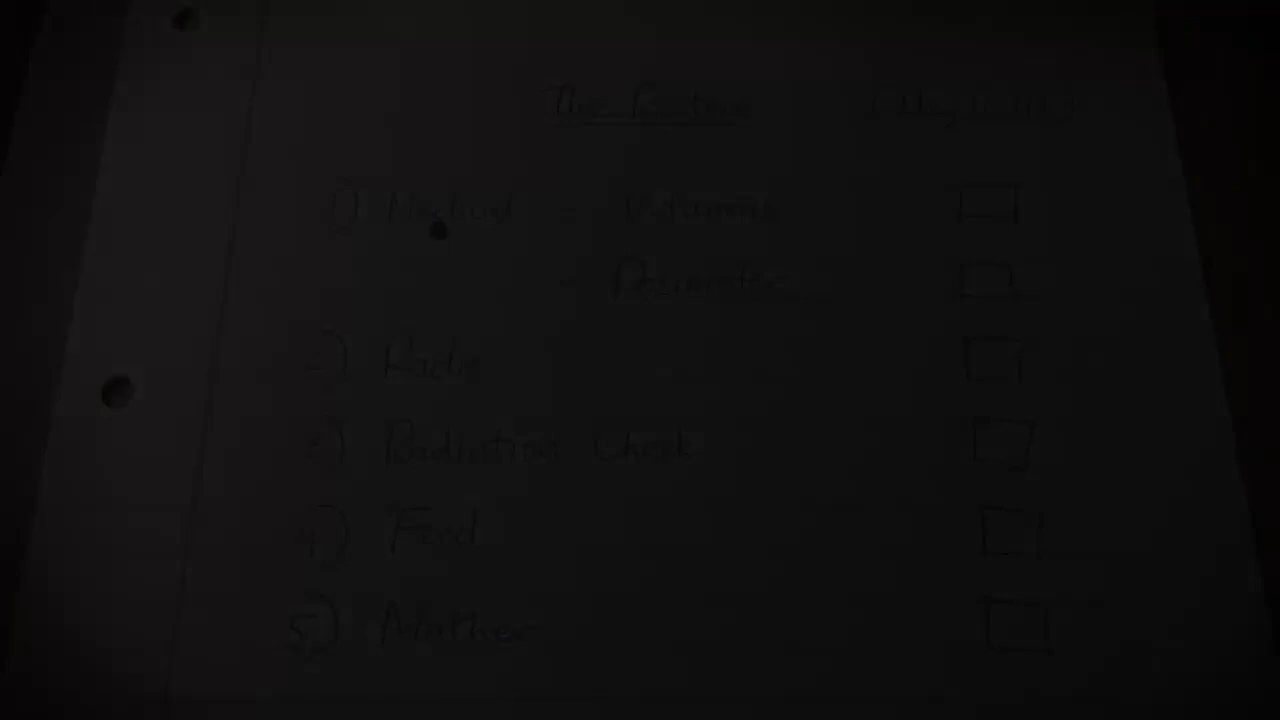 The Routine
1) Medical - Vitamins
- Dosimeter
2) Radio
3) Radiation Check
4) Food
5) Another